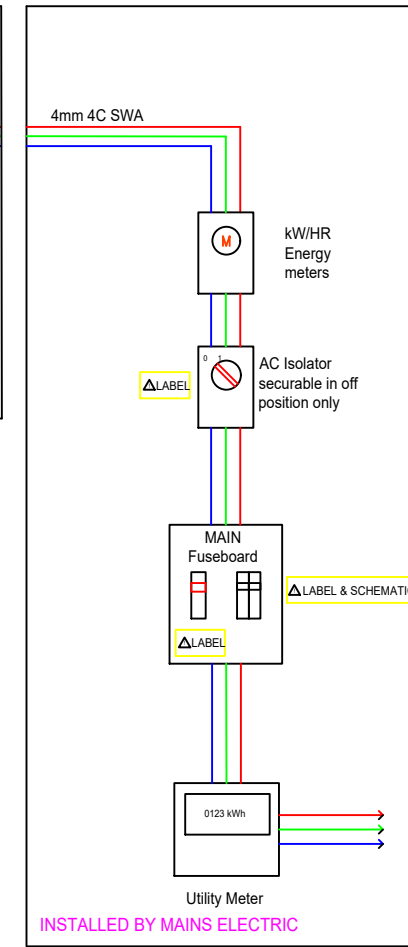 4mm 4C SWA
M
kW/HR
Energy
meters
0 1
LABEL
AC Isolator
securable in off
position only
MAIN
Fuseboard
LABEL & SCHEMATIC
LABEL
0123 kWh
Utility Meter
INSTALLED BY MAINS ELECTRIC